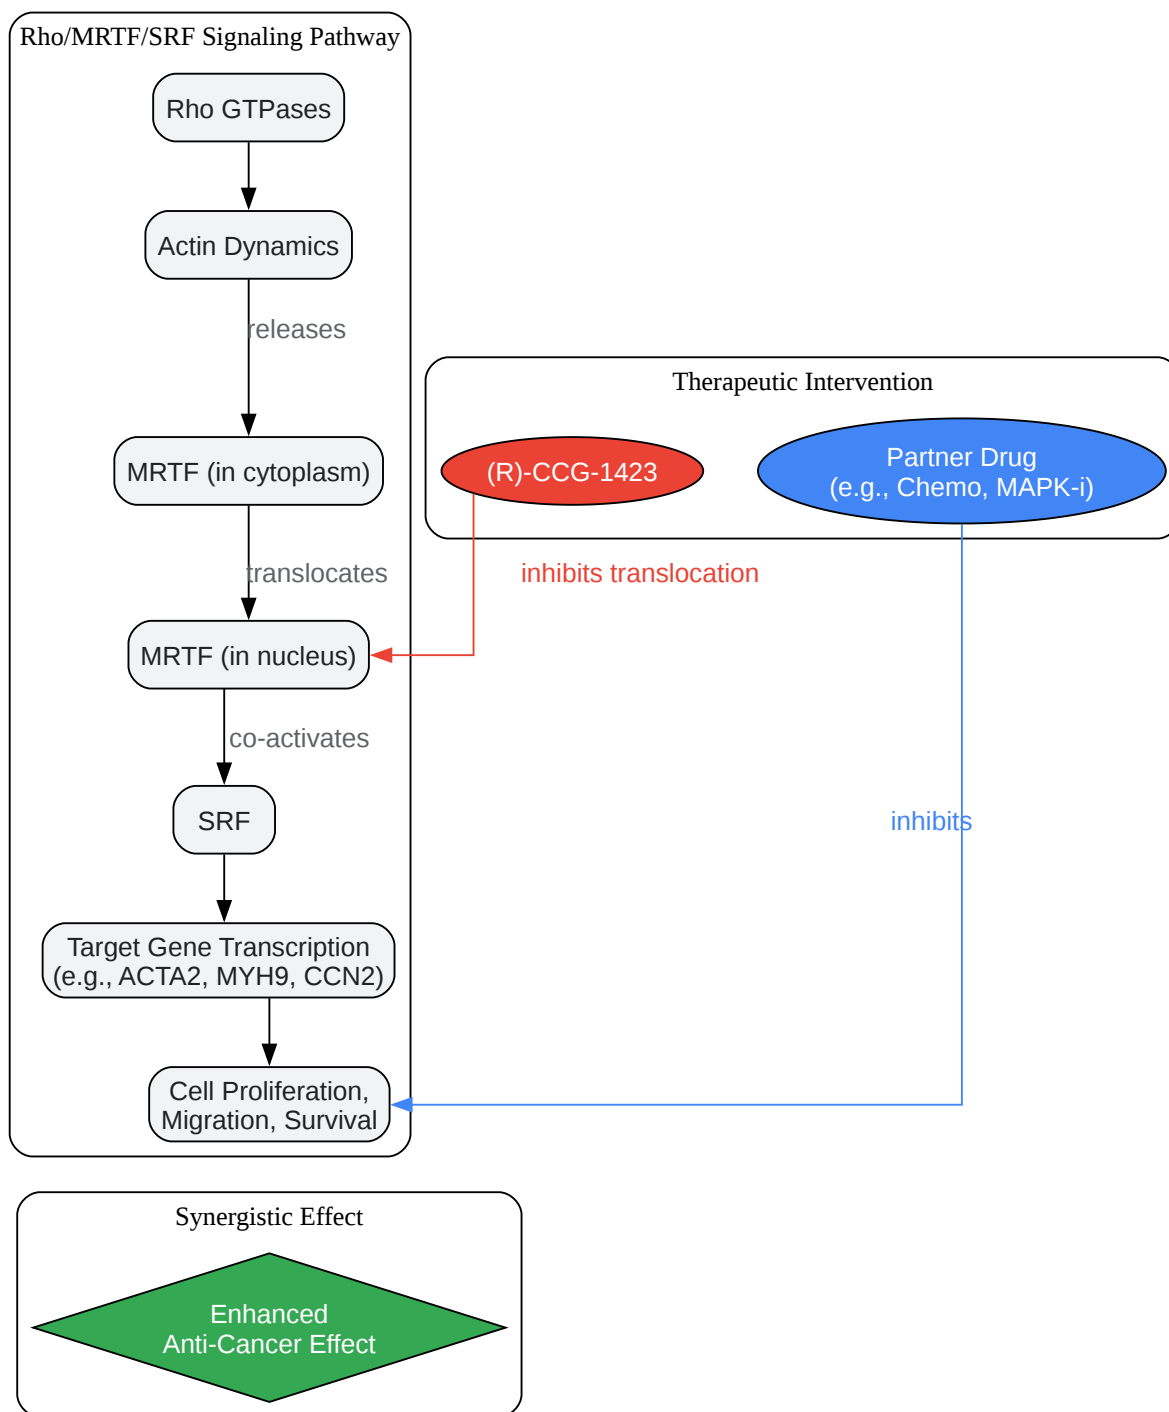 Rho/MRTF/SRF Signaling Pathway
Rho GTPases
Actin Dynamics
releases
MRTF (in cytoplasm)
translocates
MRTF (in nucleus)
co-activates
SRF
Target Gene Transcription
(e.g., ACTA2, MYH9, CCN2)
Cell Proliferation,
Migration, Survival
Therapeutic Intervention
(R)-CCG-1423
Partner Drug
(e.g., Chemo, MAPK-i)
inhibits translocation
inhibits
Synergistic Effect
Enhanced
Anti-Cancer Effect